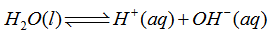 H₂O(l) ⇌ H⁺(aq) + OH⁻(aq)